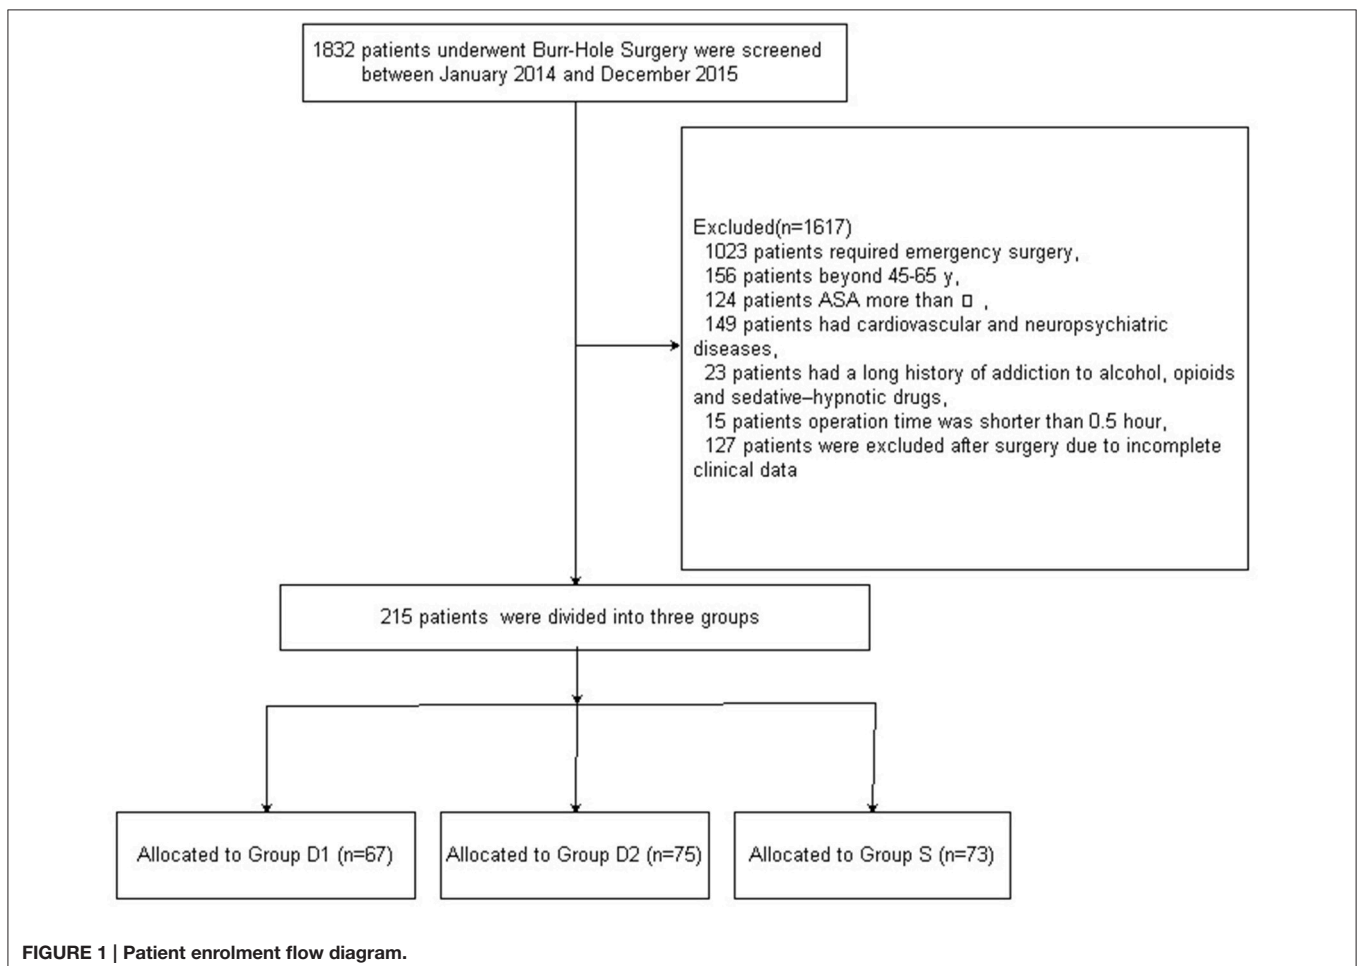 1832 patients underwent Burr-Hole Surgery were screened
between January 2014 and December 2015
Excluded(n=1617)
1023 patients required emergency surgery,
156 patients beyond 45-65 y,
124 patients ASA more than □ ,
149 patients had cardiovascular and neuropsychiatric
diseases,
23 patients had a long history of addiction to alcohol, opioids
and sedative–hypnotic drugs,
15 patients operation time was shorter than 0.5 hour,
127 patients were excluded after surgery due to incomplete
clinical data
215 patients were divided into three groups
Allocated to Group D1 (n=67)
Allocated to Group D2 (n=75)
Allocated to Group S (n=73)
FIGURE 1 | Patient enrolment flow diagram.